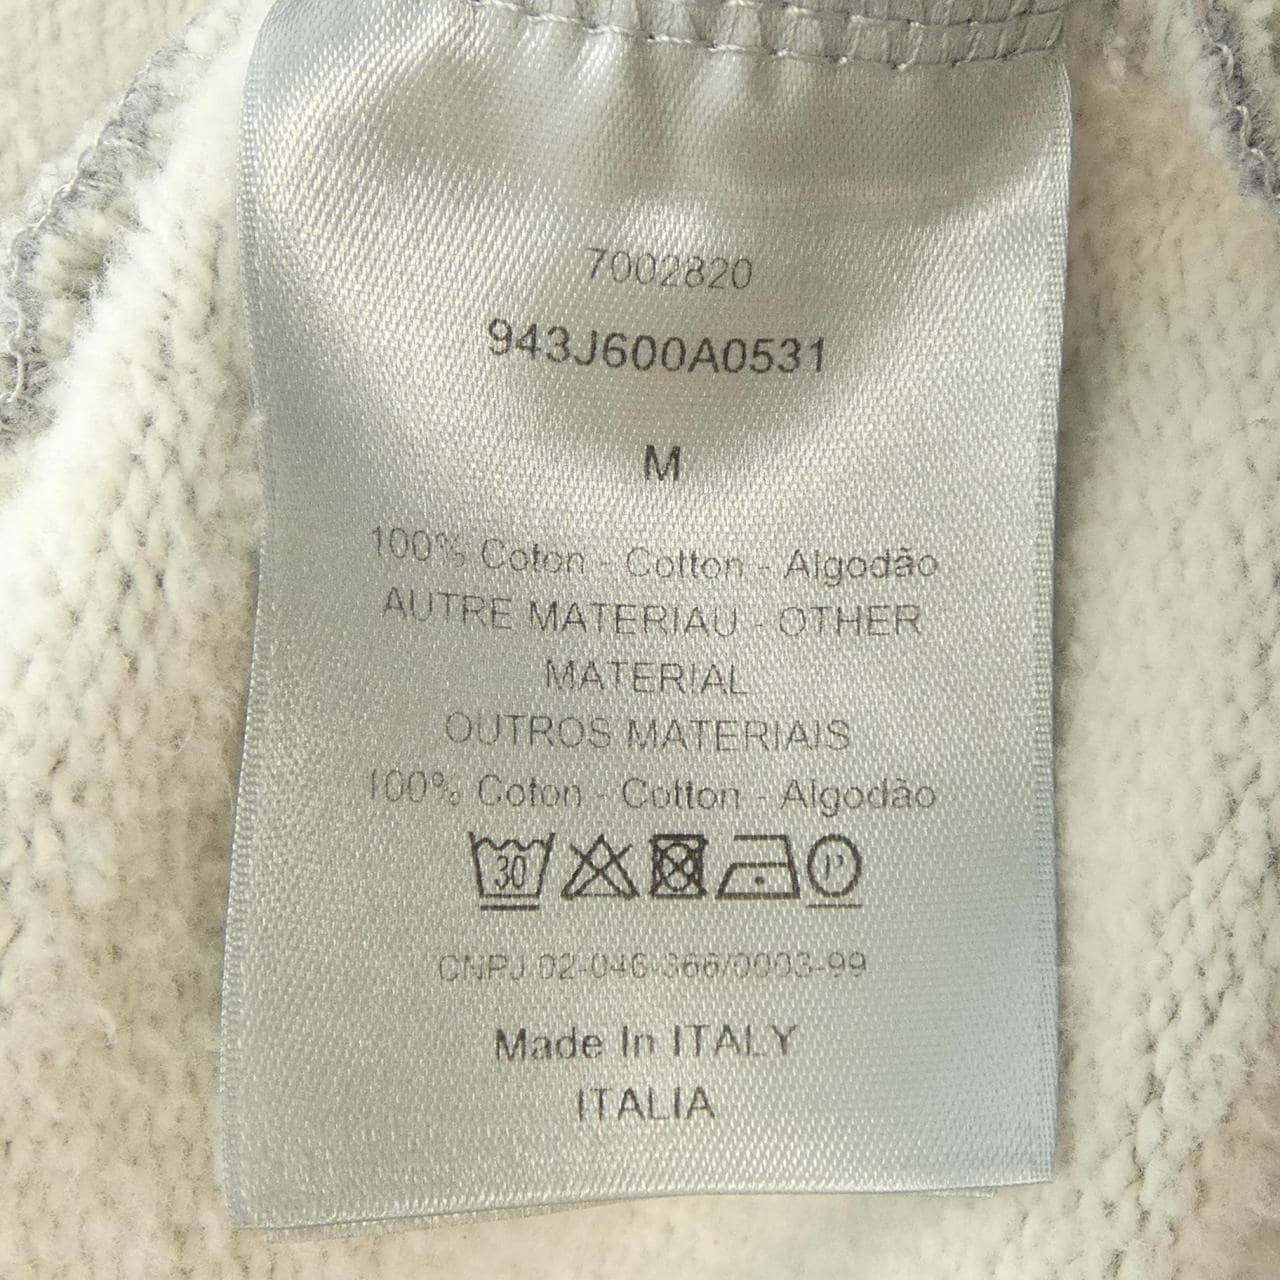 7002820
943J600A0531
M
100% Coton - Cotton - Algodão
AUTRE MATERIAU - OTHER
MATERIAL
OUTROS MATERIAIS
100% Coton - Cotton - Algodão
30 P
CNPJ 02-046-366/0003-99
Made In ITALY
ITALIA